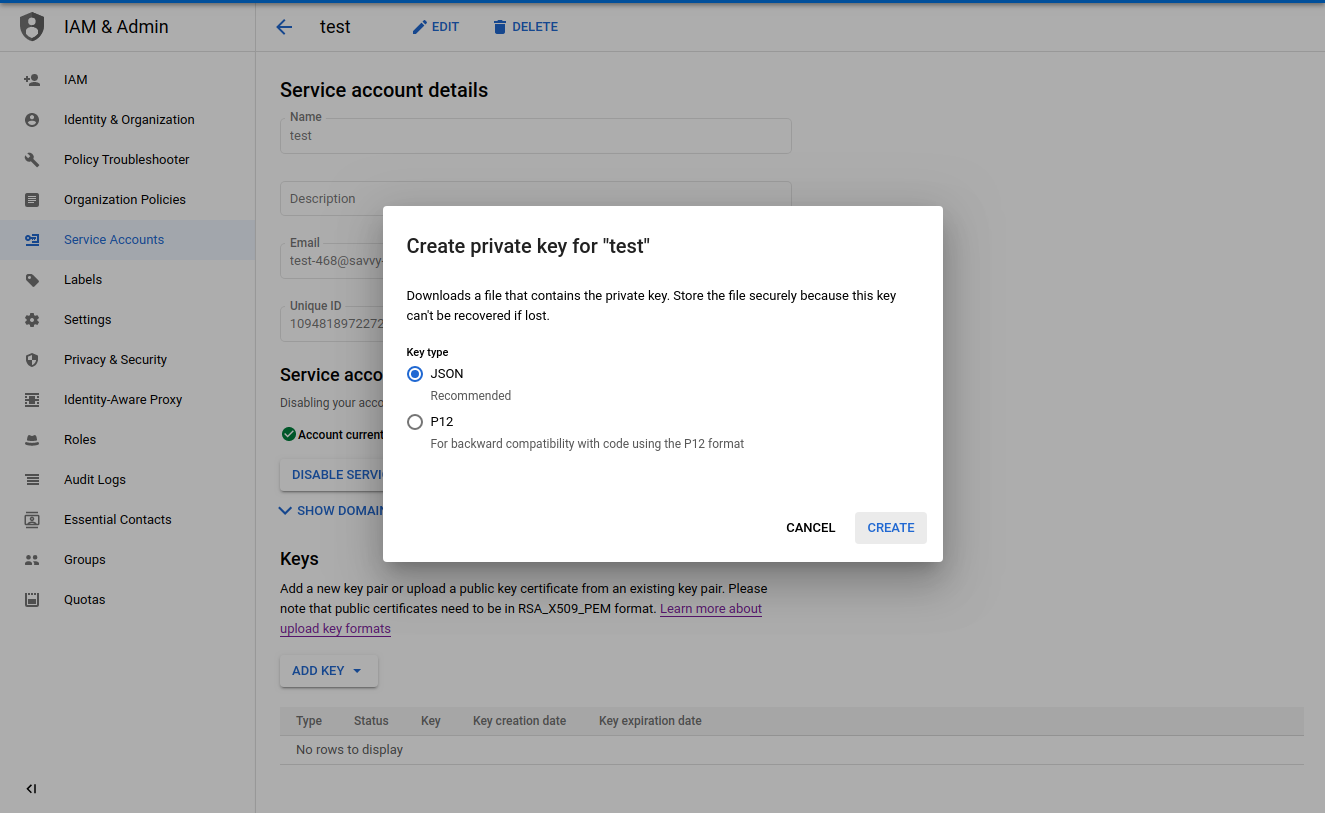 IAM & Admin
test
EDIT
DELETE
IAM
Identity & Organization
Policy Troubleshooter
Organization Policies
Service Accounts
Labels
Settings
Privacy & Security
Identity-Aware Proxy
Roles
Audit Logs
Essential Contacts
Groups
Quotas
Service account details
Name
test
Description
Email
test-468@savvy-
Unique ID
1094818972272
Service acco
Disabling your acco
Account current
DISABLE SERVI
SHOW DOMAIN
Create private key for "test"
Downloads a file that contains the private key. Store the file securely because this key
can't be recovered if lost.
Key type
JSON
Recommended
P12
For backward compatibility with code using the P12 format
CANCEL
CREATE
Keys
Add a new key pair or upload a public key certificate from an existing key pair. Please
note that public certificates need to be in RSA_X509_PEM format. Learn more about
upload key formats
ADD KEY
Type Status Key Key creation date Key expiration date
No rows to display